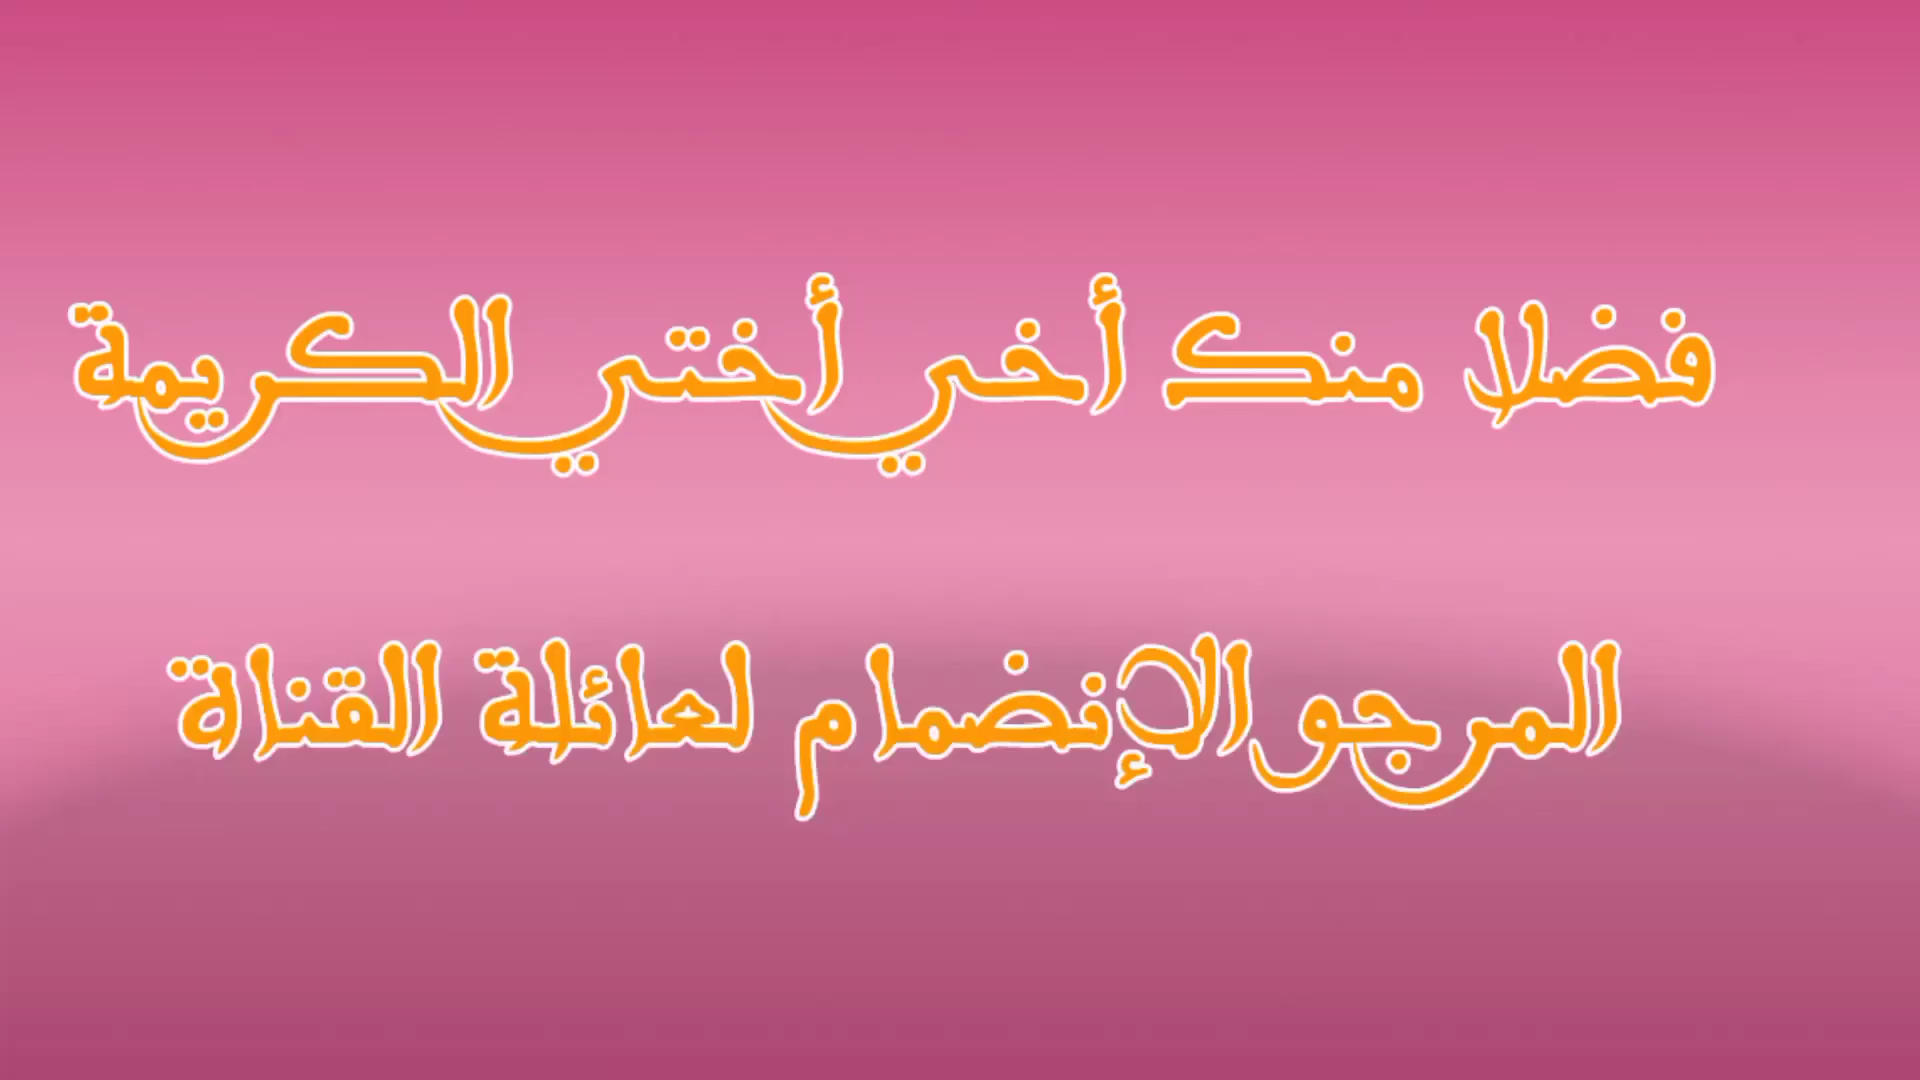 فضلا منك أخي أختي الكريمة
المرجو الإنضمام لعائلة القناة